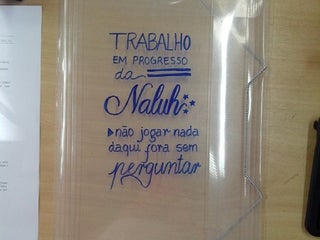 TRABALHO
EM PROGRESSO
da
Naluh
não jogar nada
daqui fora sem
perguntar